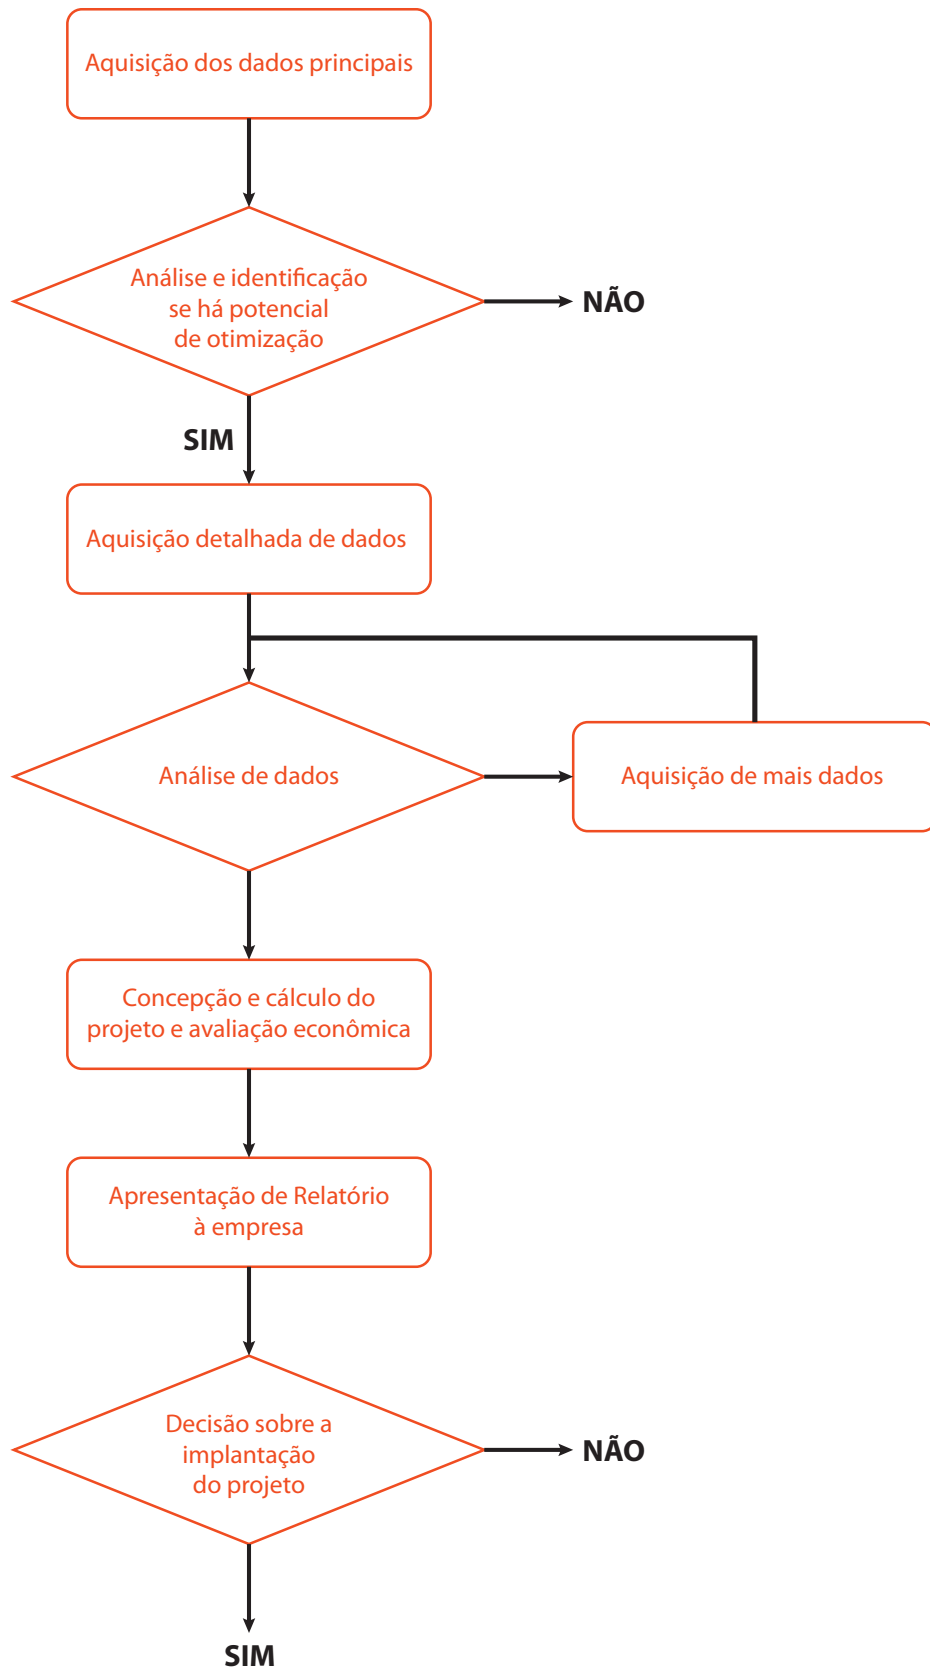 Aquisição dos dados principais
Análise e identificação
se há potencial
de otimização
NÃO
SIM
Aquisição detalhada de dados
Análise de dados
Aquisição de mais dados
Concepção e cálculo do
projeto e avaliação econômica
Apresentação de Relatório
à empresa
Decisão sobre a
implantação
do projeto
NÃO
SIM